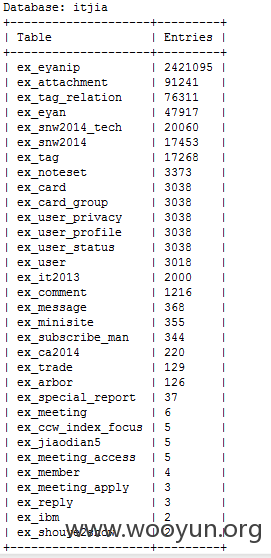 Database: itjia
+--------------------+---------+
| Table | Entries |
+--------------------+---------+
| ex_eyanip | 2421095 |
| ex_attachment | 91241 |
| ex_tag_relation | 76311 |
| ex_eyan | 47917 |
| ex_snw2014_tech | 20060 |
| ex_snw2014 | 17453 |
| ex_tag | 17268 |
| ex_noteset | 3373 |
| ex_card | 3038 |
| ex_card_group | 3038 |
| ex_user_privacy | 3038 |
| ex_user_profile | 3038 |
| ex_user_status | 3038 |
| ex_user | 3018 |
| ex_it2013 | 2000 |
| ex_comment | 1216 |
| ex_message | 368 |
| ex_minisite | 355 |
| ex_subscribe_man | 344 |
| ex_ca2014 | 220 |
| ex_trade | 129 |
| ex_arbor | 126 |
| ex_special_report | 37 |
| ex_meeting | 6 |
| ex_ccw_index_focus | 5 |
| ex_jiaodian5 | 5 |
| ex_meeting_access | 5 |
| ex_member | 4 |
| ex_meeting_apply | 3 |
| ex_reply | 3 |
| ex_ibm | 2 |
www.wooyun.org
+--------------------+---------+